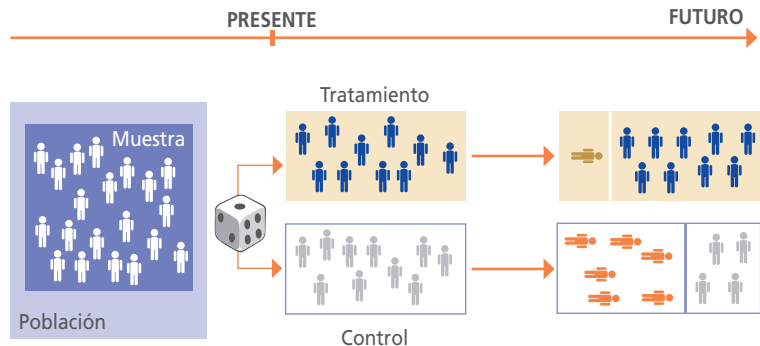 PRESENTE
FUTURO
Tratamiento
Muestra
Población
Control